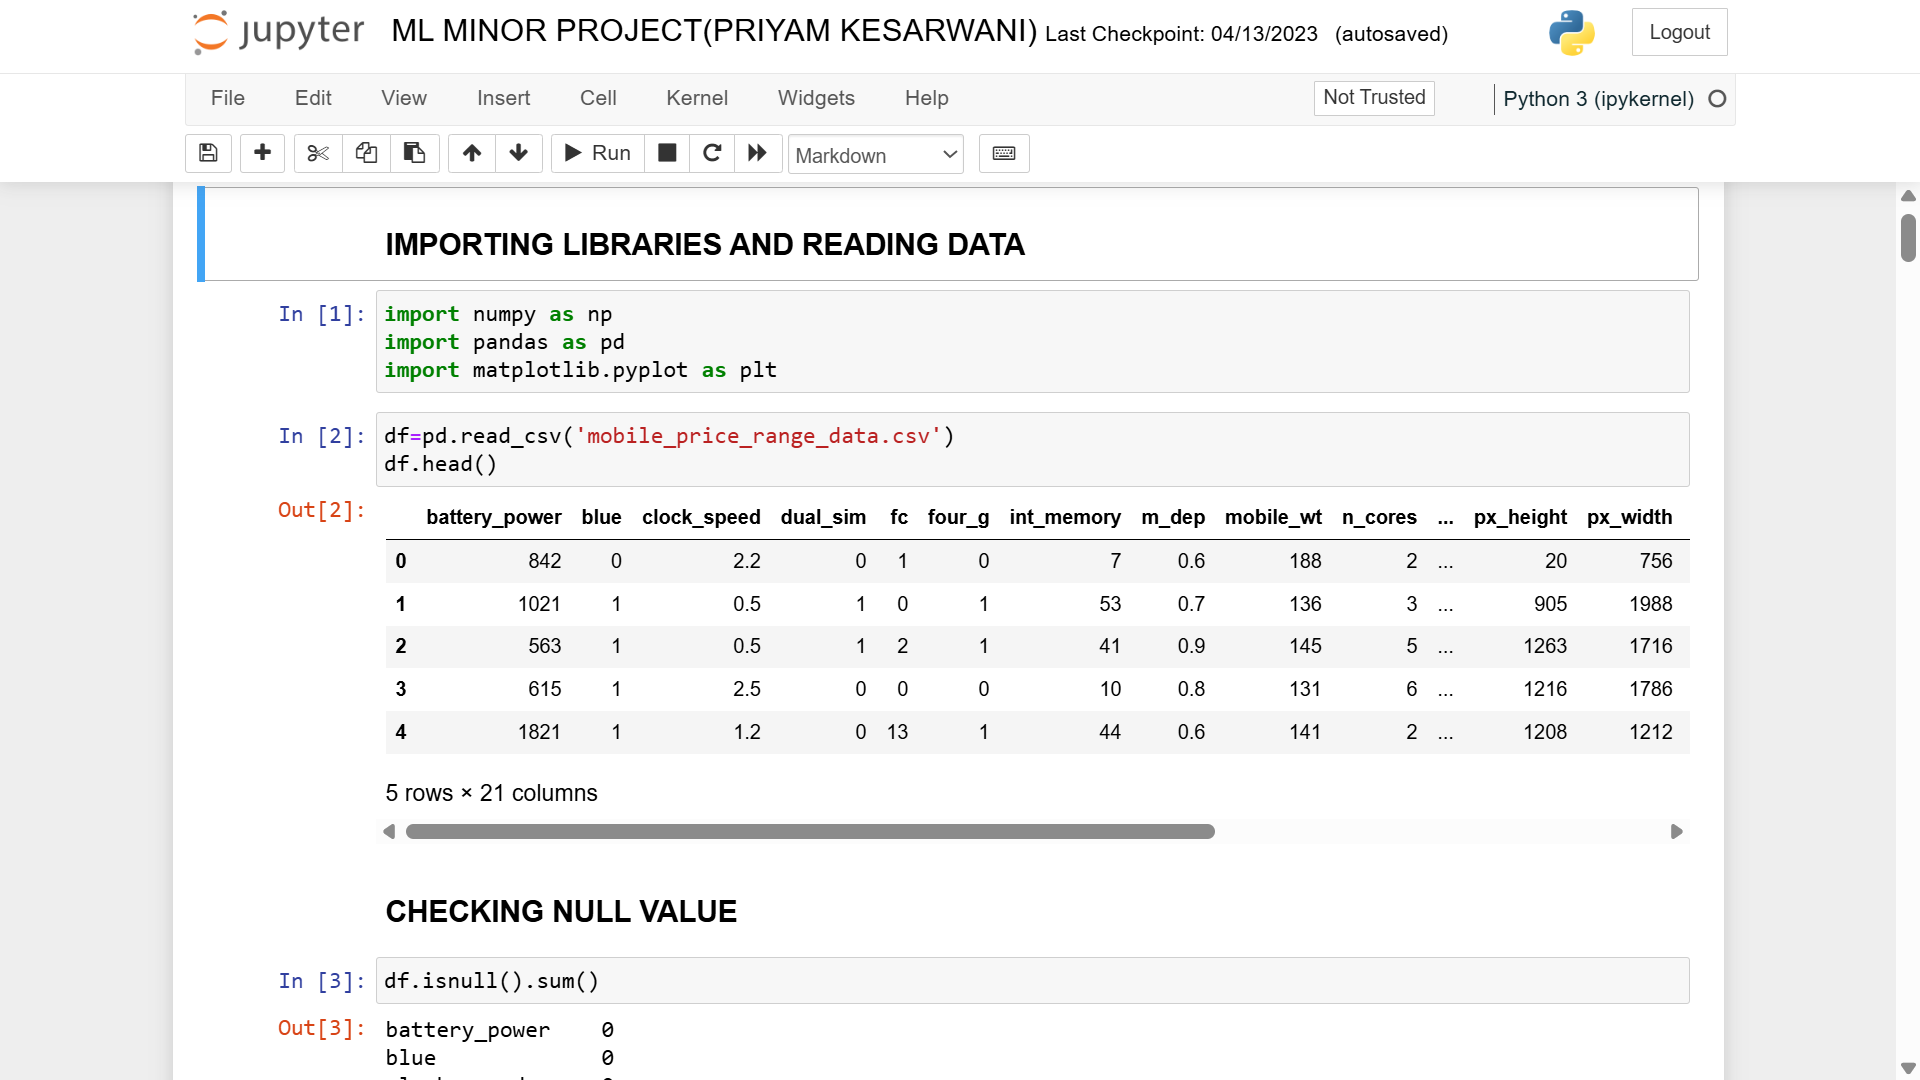 jupyter ML MINOR PROJECT(PRIYAM KESARWANI) Last Checkpoint: 04/13/2023 (autosaved) Logout
File Edit View Insert Cell Kernel Widgets Help Not Trusted Python 3 (ipykernel)
Run Markdown
IMPORTING LIBRARIES AND READING DATA
In [1]: import numpy as np
import pandas as pd
import matplotlib.pyplot as plt
In [2]: df=pd.read_csv('mobile_price_range_data.csv')
df.head()
Out[2]: battery_power blue clock_speed dual_sim fc four_g int_memory m_dep mobile_wt n_cores ... px_height px_width
0 842 0 2.2 0 1 0 7 0.6 188 2 ... 20 756
1 1021 1 0.5 1 0 1 53 0.7 136 3 ... 905 1988
2 563 1 0.5 1 2 1 41 0.9 145 5 ... 1263 1716
3 615 1 2.5 0 0 0 10 0.8 131 6 ... 1216 1786
4 1821 1 1.2 0 13 1 44 0.6 141 2 ... 1208 1212
5 rows × 21 columns
CHECKING NULL VALUE
In [3]: df.isnull().sum()
Out[3]: battery_power 0
blue 0